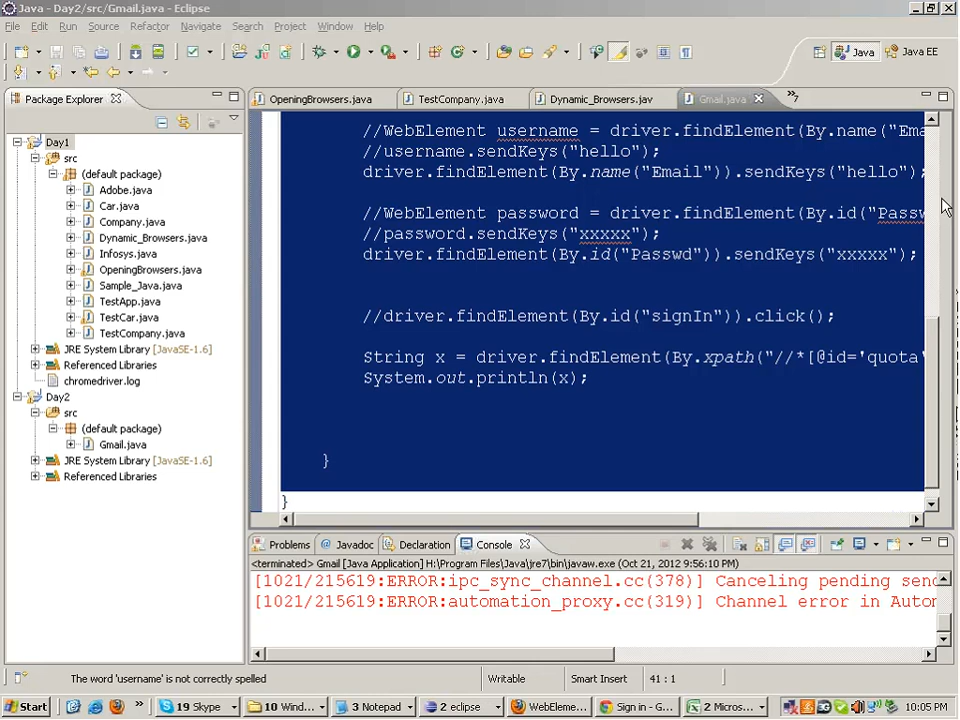 Java - Day2/src/Gmail.java - Eclipse
File Edit Run Source Refactor Navigate Search Project Window Help
Java Java EE
Package Explorer
OpeningBrowsers.java TestCompany.java Dynamic_Browsers.jav Gmail.java »7
Day1
src
(default package)
Adobe.java
Car.java
Company.java
Dynamic_Browsers.java
Infosys.java
OpeningBrowsers.java
Sample_Java.java
TestApp.java
TestCar.java
TestCompany.java
JRE System Library [JavaSE-1.6]
Referenced Libraries
chromedriver.log
Day2
src
(default package)
Gmail.java
JRE System Library [JavaSE-1.6]
Referenced Libraries
//WebElement username = driver.findElement(By.name("Ema
//username.sendKeys("hello");
driver.findElement(By.name("Email")).sendKeys("hello");
//WebElement password = driver.findElement(By.id("Passw
//password.sendKeys("xxxxx");
driver.findElement(By.id("Passwd")).sendKeys("xxxxx");
//driver.findElement(By.id("signIn")).click();
String x = driver.findElement(By.xpath("//*[@id='quota'
System.out.println(x);
}
}
Problems Javadoc Declaration Console
<terminated> Gmail [Java Application] H:\Program Files\Java\jre7\bin\javaw.exe (Oct 21, 2012 9:56:10 PM)
[1021/215619:ERROR:ipc_sync_channel.cc(378)] Canceling pending send
[1021/215619:ERROR:automation_proxy.cc(319)] Channel error in Autom
The word 'username' is not correctly spelled Writable Smart Insert 41 : 1
Start » 19 Skype 10 Wind... 3 Notepad 2 eclipse WebEleme... Sign in - G... 2 Micros... 10:05 PM